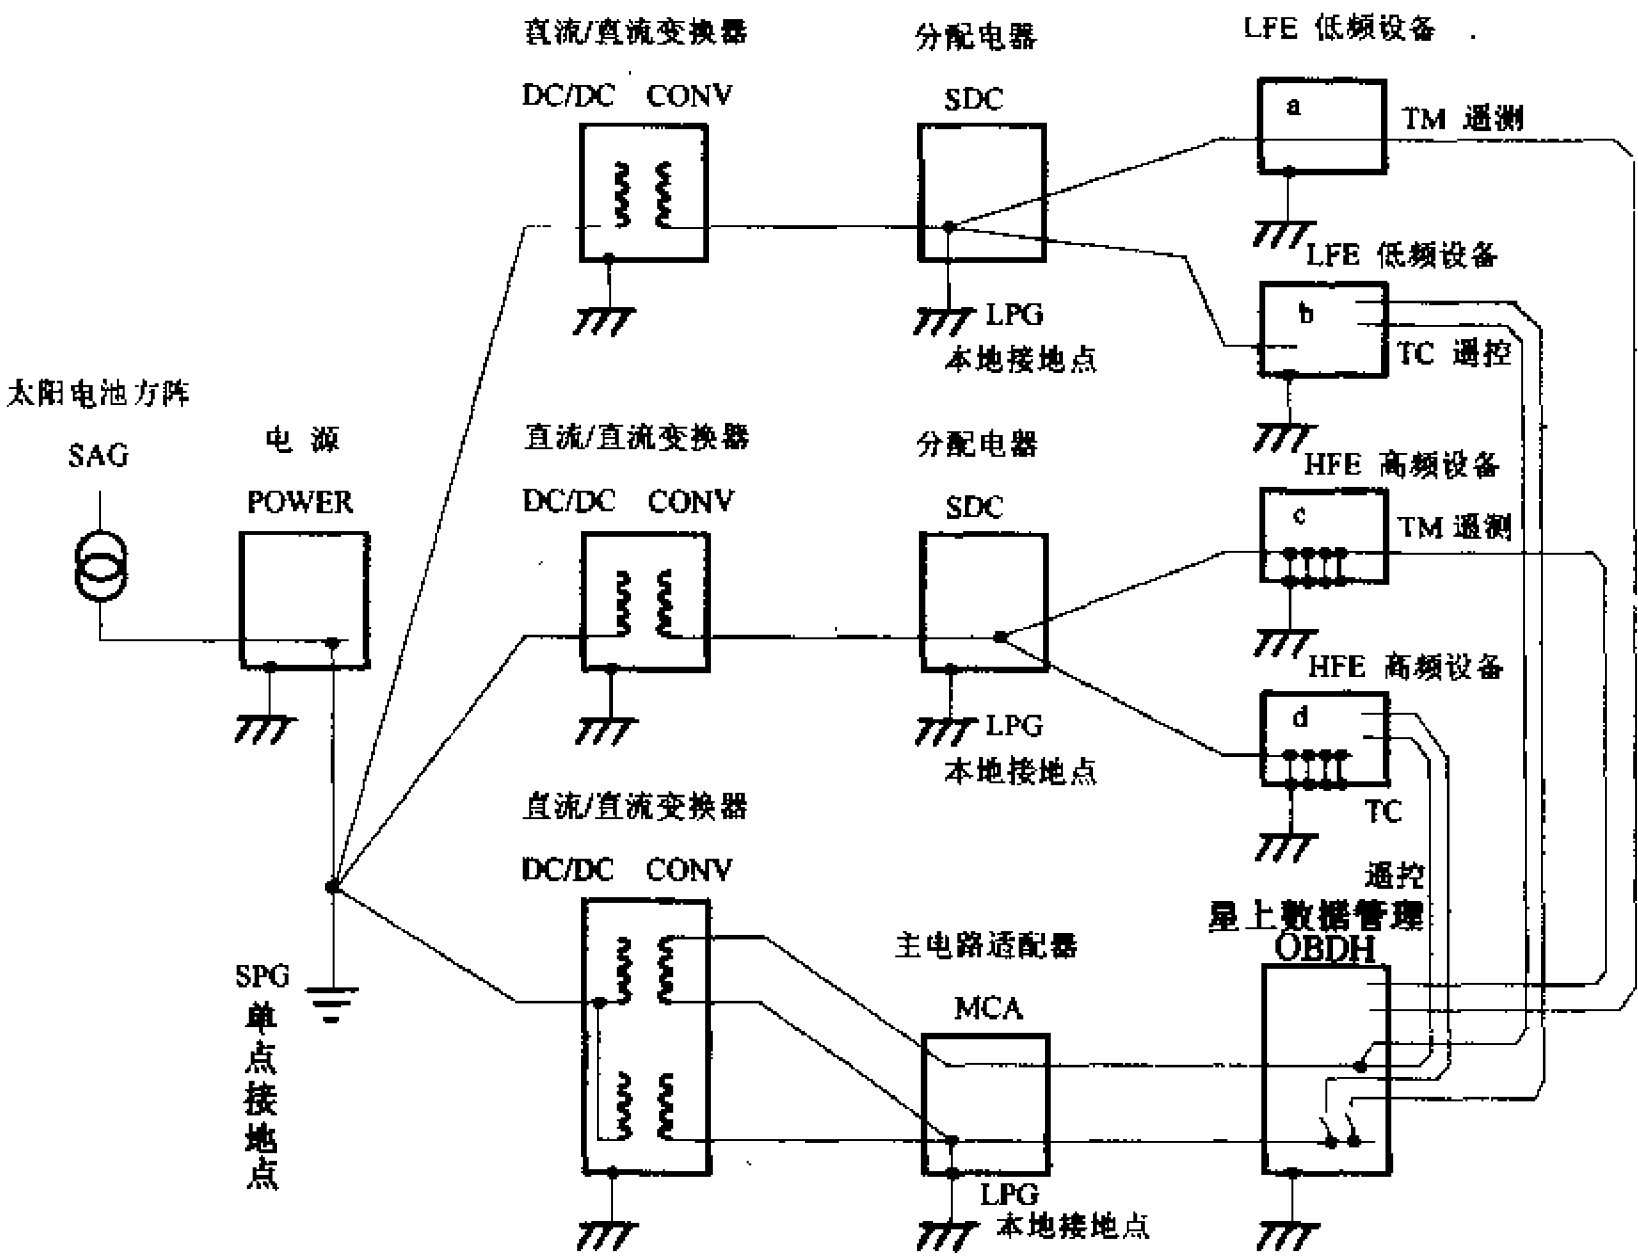 直流/直流变换器
分配电器
LFE 低频设备
DC/DC CONV
SDC
a
TM 遥测
LFE 低频设备
LPG
本地接地点
b
TC 遥控
太阳电池方阵
SAG
电 源
POWER
直流/直流变换器
分配电器
HFE 高频设备
DC/DC CONV
SDC
c
TM 遥测
HFE 高频设备
LPG
本地接地点
d
TC
遥控
直流/直流变换器
DC/DC CONV
星上数据管理
OBDH
主电路适配器
MCA
SPG
单点接地点
LPG
本地接地点